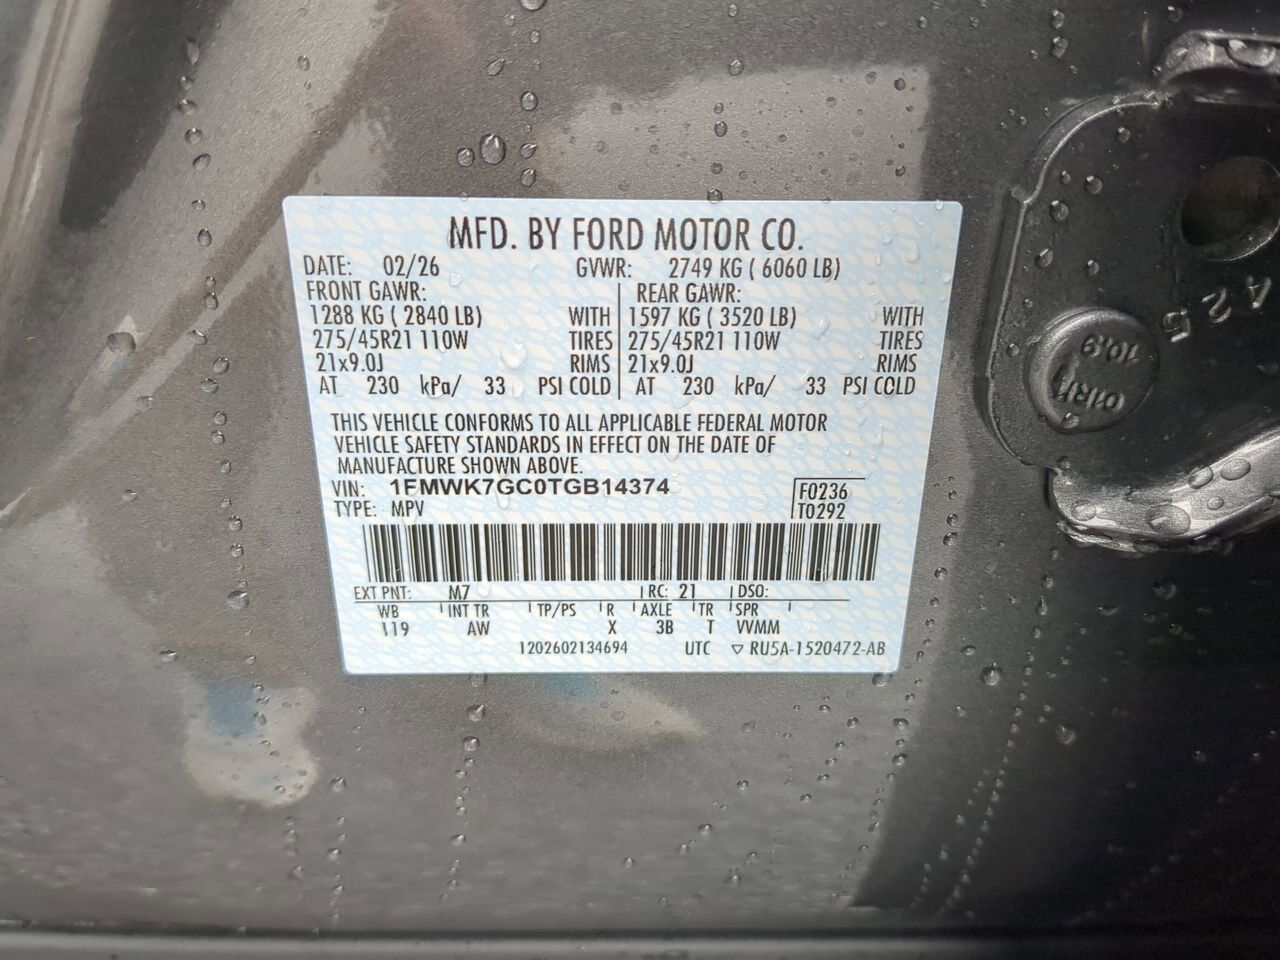 MFD. BY FORD MOTOR CO.
DATE: 02/26 GVWR: 2749 KG ( 6060 LB)
FRONT GAWR: REAR GAWR:
1288 KG ( 2840 LB) WITH 1597 KG ( 3520 LB) WITH
275/45R21 110W TIRES 275/45R21 110W TIRES
21x9.0J RIMS 21x9.0J RIMS
AT 230 kPa/ 33 PSI COLD AT 230 kPa/ 33 PSI COLD
THIS VEHICLE CONFORMS TO ALL APPLICABLE FEDERAL MOTOR
VEHICLE SAFETY STANDARDS IN EFFECT ON THE DATE OF
MANUFACTURE SHOWN ABOVE.
VIN: 1FMWK7GC0TGB14374 F0236
TYPE: MPV T0292
EXT PNT: M7 RC: 21 DSO:
WB INT TR TP/PS R AXLE TR SPR
119 AW X 3B T VVMM
1202602134694 UTC ▽ RU5A-1520472-AB
425
10.9